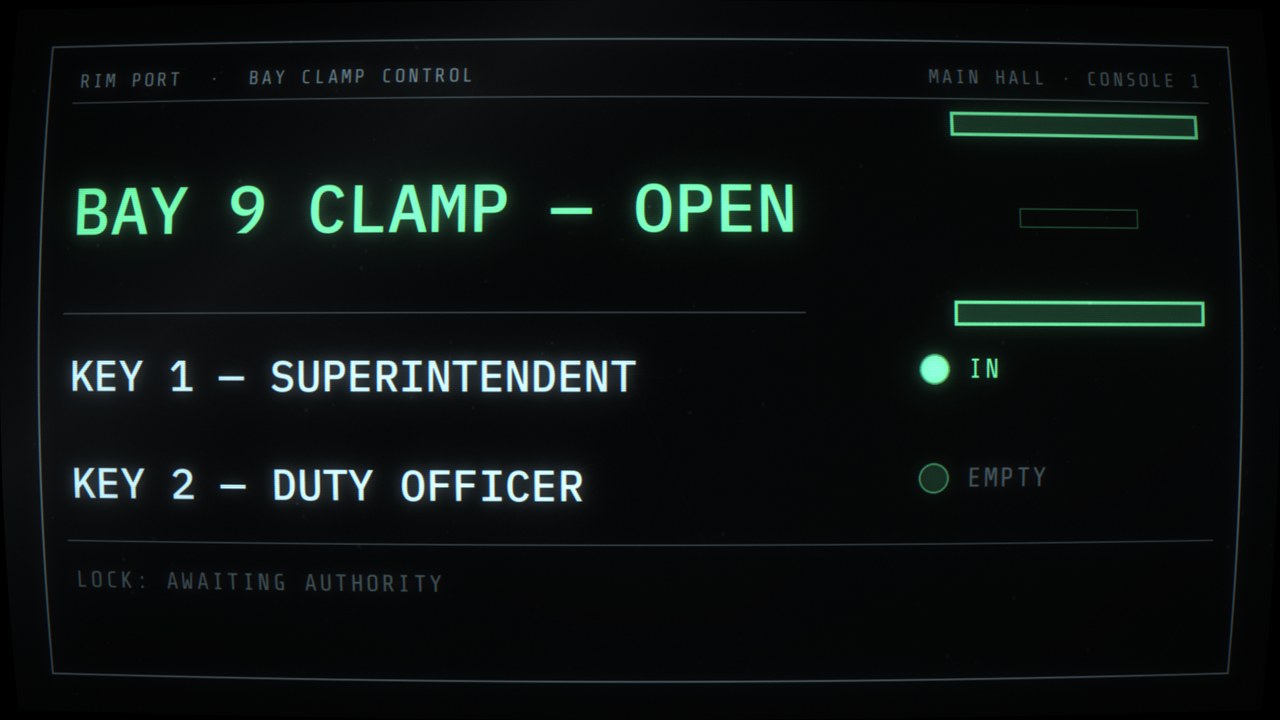 RIM PORT · BAY CLAMP CONTROL
MAIN HALL · CONSOLE 1
BAY 9 CLAMP — OPEN
KEY 1 — SUPERINTENDENT
IN
KEY 2 — DUTY OFFICER
EMPTY
LOCK: AWAITING AUTHORITY